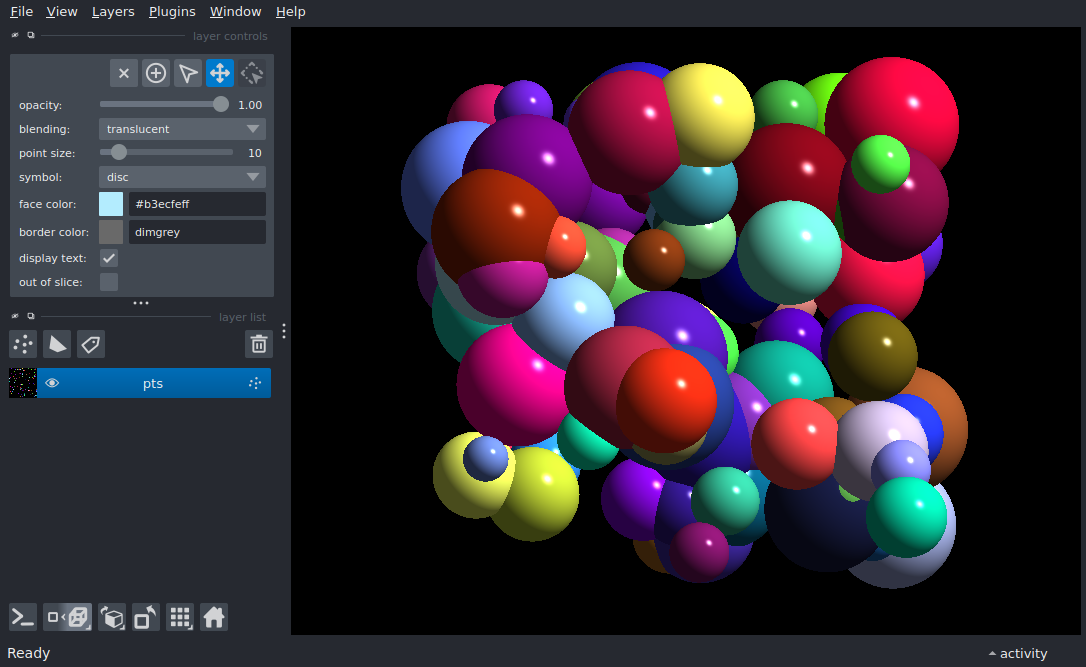 File View Layers Plugins Window Help
layer controls
opacity: 1.00
blending: translucent
point size: 10
symbol: disc
face color: #b3ecfeff
border color: dimgrey
display text:
out of slice:
layer list
pts
Ready activity